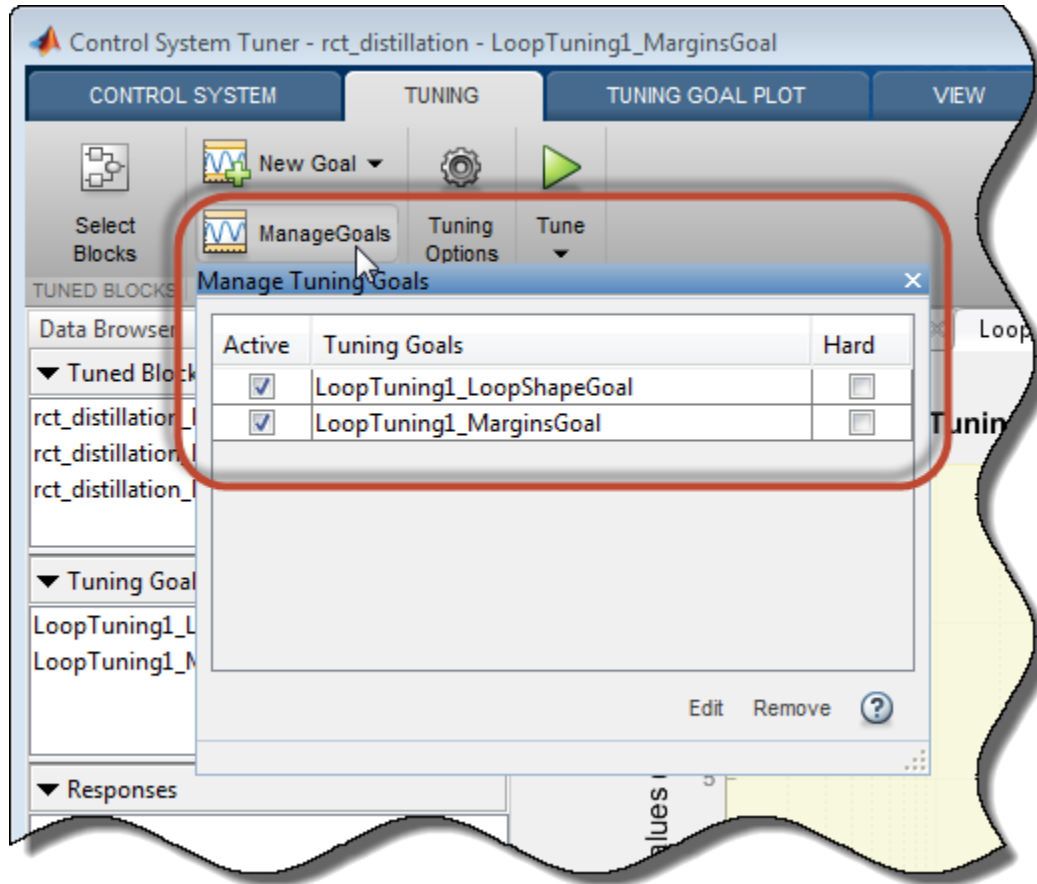 Control System Tuner - rct_distillation - LoopTuning1_MarginsGoal
CONTROL SYSTEM
TUNING
TUNING GOAL PLOT
VIEW
New Goal
Select
Blocks
ManageGoals
Tuning
Options
Tune
TUNED BLOCKS
Manage Tuning Goals
Data Browser
Loop
Active
Tuning Goals
Hard
Tuned Block
LoopTuning1_LoopShapeGoal
rct_distillation_
LoopTuning1_MarginsGoal
Tunin
rct_distillation_
rct_distillation_
Tuning Goal
LoopTuning1_L
LoopTuning1_M
Edit
Remove
?
Responses
5
alues